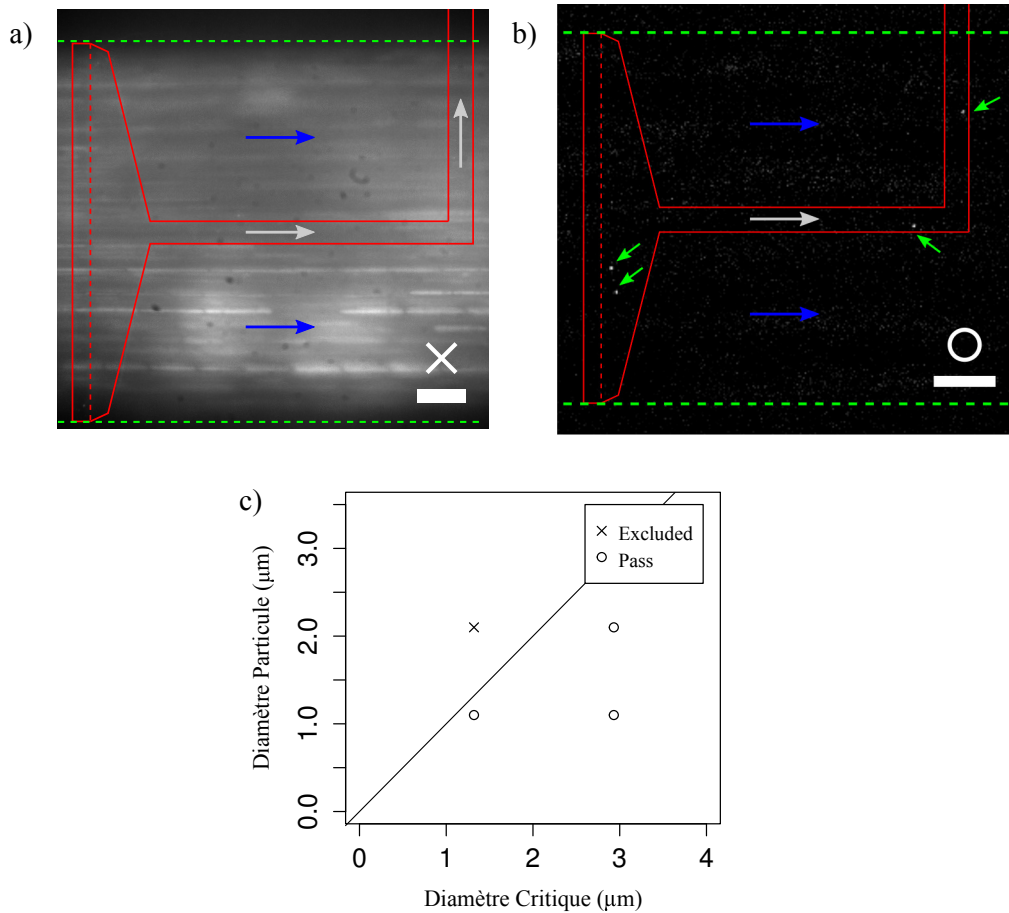 a)
b)
c)
Excluded
Pass
Diamètre Particule (μm)
3.0
2.0
1.0
0.0
0 1 2 3 4
Diamètre Critique (μm)